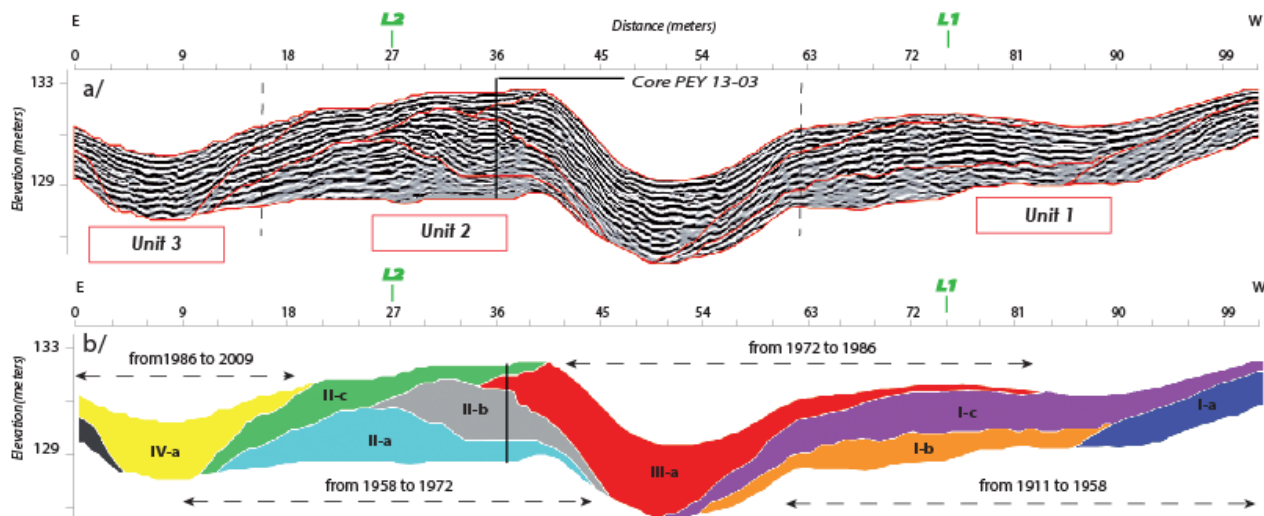 E L2 Distance (meters) L1 W
0 9 18 27 36 45 54 63 72 81 90 99
133
a/ Core PEY 13-03
Elevation (meters)
129
Unit 3 Unit 2 Unit 1
E L2 L1 W
0 9 18 27 36 45 54 63 72 81 90 99
b/
133
from1986 to 2009 from 1972 to 1986
Elevation (meters)
II-c II-b I-c I-a
129
IV-a II-a III-a I-b
from 1958 to 1972 from 1911 to 1958